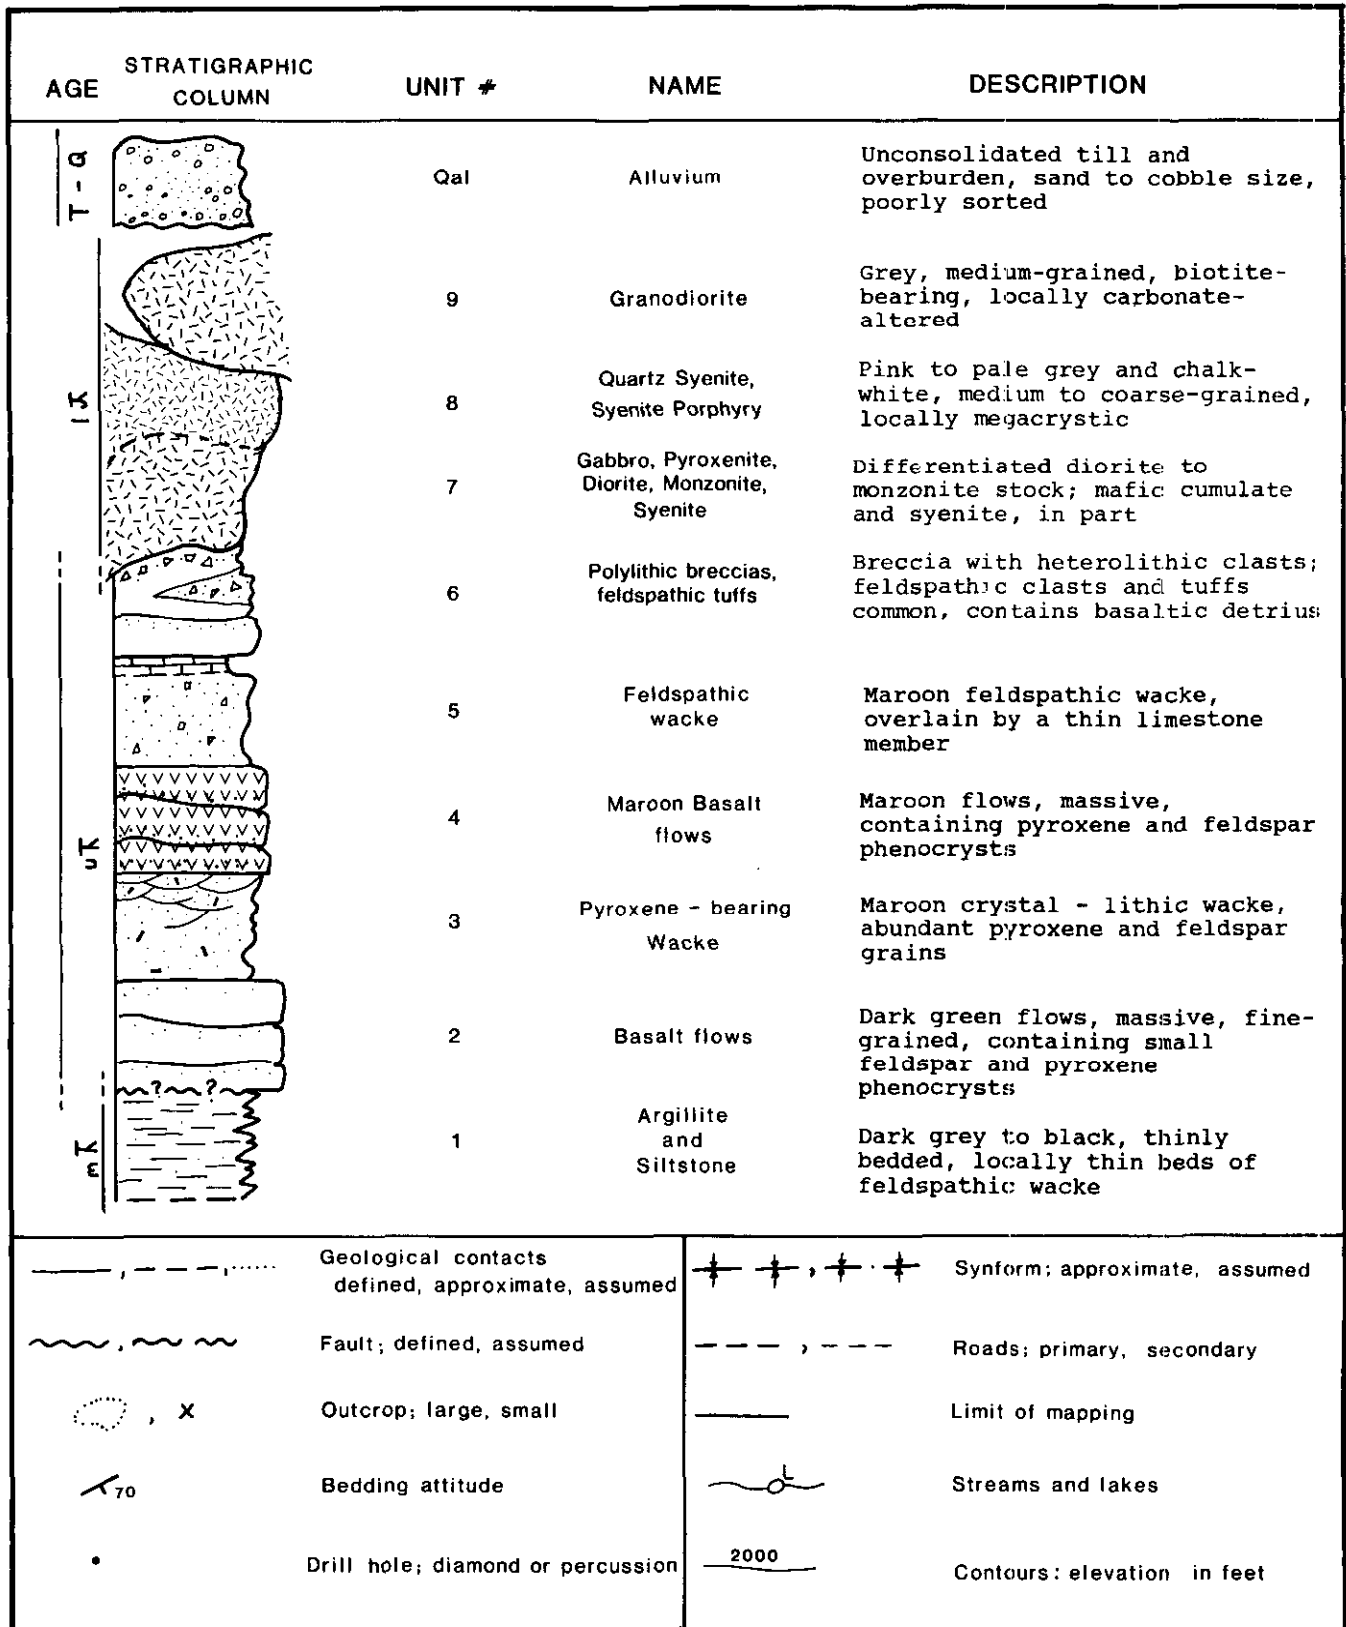 AGE
STRATIGRAPHIC
COLUMN
UNIT #
NAME
DESCRIPTION
T - Q
Qal
Alluvium
Unconsolidated till and
overburden, sand to cobble size,
poorly sorted
9
Granodiorite
Grey, medium-grained, biotite-
bearing, locally carbonate-
altered
8
Quartz Syenite,
Syenite Porphyry
Pink to pale grey and chalk-
white, medium to coarse-grained,
locally megacrystic
7
Gabbro, Pyroxenite,
Diorite, Monzonite,
Syenite
Differentiated diorite to
monzonite stock; mafic cumulate
and syenite, in part
6
Polylithic breccias,
feldspathic tuffs
Breccia with heterolithic clasts;
feldspathic clasts and tuffs
common, contains basaltic detrius
5
Feldspathic
wacke
Maroon feldspathic wacke,
overlain by a thin limestone
member
4
Maroon Basalt
flows
Maroon flows, massive,
containing pyroxene and feldspar
phenocrysts
3
Pyroxene - bearing
Wacke
Maroon crystal - lithic wacke,
abundant pyroxene and feldspar
grains
2
Basalt flows
Dark green flows, massive, fine-
grained, containing small
feldspar and pyroxene
phenocrysts
? ?
1
Argillite
and
Siltstone
Dark grey to black, thinly
bedded, locally thin beds of
feldspathic wacke
Geological contacts
defined, approximate, assumed
Fault; defined, assumed
X
Outcrop; large, small
70
Bedding attitude
Drill hole; diamond or percussion
Synform; approximate, assumed
Roads; primary, secondary
Limit of mapping
L
Streams and lakes
2000
Contours: elevation in feet